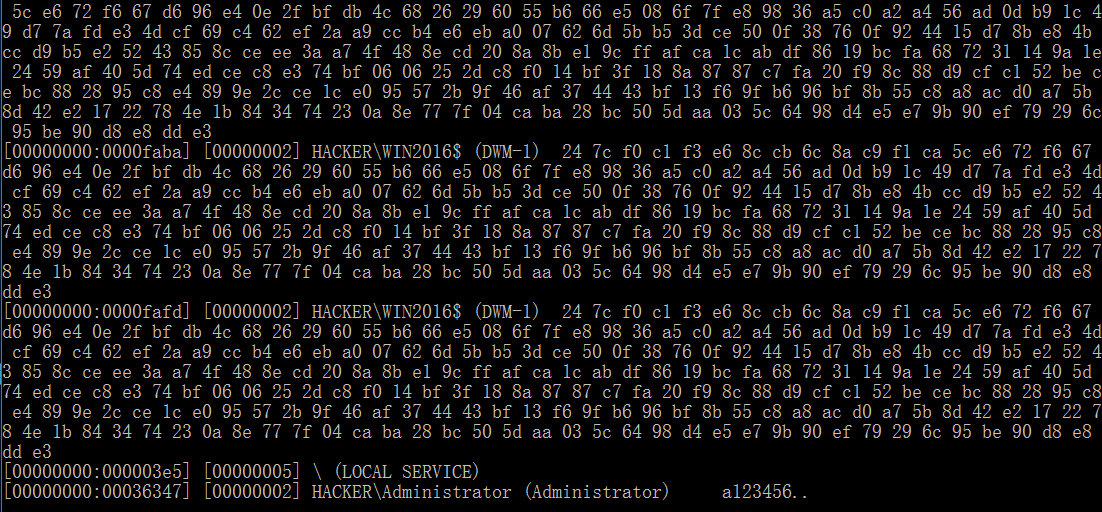 5c e6 72 f6 67 d6 96 e4 0e 2f bf db 4c 68 26 29 60 55 b6 66 e5 08 6f 7f e8 98 36 a5 c0 a2 a4 56 ad 0d b9 1c 4
9 d7 7a fd e3 4d cf 69 c4 62 ef 2a a9 cc b4 e6 eb a0 07 62 6d 5b b5 3d ce 50 0f 38 76 0f 92 44 15 d7 8b e8 4b
cc d9 b5 e2 52 43 85 8c ce ee 3a a7 4f 48 8e cd 20 8a 8b e1 9c ff af ca 1c ab df 86 19 bc fa 68 72 31 14 9a 1e
24 59 af 40 5d 74 ed ce c8 e3 74 bf 06 06 25 2d c8 f0 14 bf 3f 18 8a 87 87 c7 fa 20 f9 8c 88 d9 cf c1 52 be c
e bc 88 28 95 c8 e4 89 9e 2c ce 1c e0 95 57 2b 9f 46 af 37 44 43 bf 13 f6 9f b6 96 bf 8b 55 c8 a8 ac d0 a7 5b
8d 42 e2 17 22 78 4e 1b 84 34 74 23 0a 8e 77 7f 04 ca ba 28 bc 50 5d aa 03 5c 64 98 d4 e5 e7 9b 90 ef 79 29 6c
95 be 90 d8 e8 dd e3
[00000000:0000faba] [00000002] HACKER\WIN2016$ (DWM-1)  24 7c f0 c1 f3 e6 8c cb 6c 8a c9 f1 ca 5c e6 72 f6 67
d6 96 e4 0e 2f bf db 4c 68 26 29 60 55 b6 66 e5 08 6f 7f e8 98 36 a5 c0 a2 a4 56 ad 0d b9 1c 49 d7 7a fd e3 4d
cf 69 c4 62 ef 2a a9 cc b4 e6 eb a0 07 62 6d 5b b5 3d ce 50 0f 38 76 0f 92 44 15 d7 8b e8 4b cc d9 b5 e2 52 4
3 85 8c ce ee 3a a7 4f 48 8e cd 20 8a 8b e1 9c ff af ca 1c ab df 86 19 bc fa 68 72 31 14 9a 1e 24 59 af 40 5d
74 ed ce c8 e3 74 bf 06 06 25 2d c8 f0 14 bf 3f 18 8a 87 87 c7 fa 20 f9 8c 88 d9 cf c1 52 be ce bc 88 28 95 c8
e4 89 9e 2c ce 1c e0 95 57 2b 9f 46 af 37 44 43 bf 13 f6 9f b6 96 bf 8b 55 c8 a8 ac d0 a7 5b 8d 42 e2 17 22 7
8 4e 1b 84 34 74 23 0a 8e 77 7f 04 ca ba 28 bc 50 5d aa 03 5c 64 98 d4 e5 e7 9b 90 ef 79 29 6c 95 be 90 d8 e8
dd e3
[00000000:0000fafd] [00000002] HACKER\WIN2016$ (DWM-1)  24 7c f0 c1 f3 e6 8c cb 6c 8a c9 f1 ca 5c e6 72 f6 67
d6 96 e4 0e 2f bf db 4c 68 26 29 60 55 b6 66 e5 08 6f 7f e8 98 36 a5 c0 a2 a4 56 ad 0d b9 1c 49 d7 7a fd e3 4d
cf 69 c4 62 ef 2a a9 cc b4 e6 eb a0 07 62 6d 5b b5 3d ce 50 0f 38 76 0f 92 44 15 d7 8b e8 4b cc d9 b5 e2 52 4
3 85 8c ce ee 3a a7 4f 48 8e cd 20 8a 8b e1 9c ff af ca 1c ab df 86 19 bc fa 68 72 31 14 9a 1e 24 59 af 40 5d
74 ed ce c8 e3 74 bf 06 06 25 2d c8 f0 14 bf 3f 18 8a 87 87 c7 fa 20 f9 8c 88 d9 cf c1 52 be ce bc 88 28 95 c8
e4 89 9e 2c ce 1c e0 95 57 2b 9f 46 af 37 44 43 bf 13 f6 9f b6 96 bf 8b 55 c8 a8 ac d0 a7 5b 8d 42 e2 17 22 7
8 4e 1b 84 34 74 23 0a 8e 77 7f 04 ca ba 28 bc 50 5d aa 03 5c 64 98 d4 e5 e7 9b 90 ef 79 29 6c 95 be 90 d8 e8
dd e3
[00000000:000003e5] [00000005] \ (LOCAL SERVICE)
[00000000:00036347] [00000002] HACKER\Administrator (Administrator)     a123456..